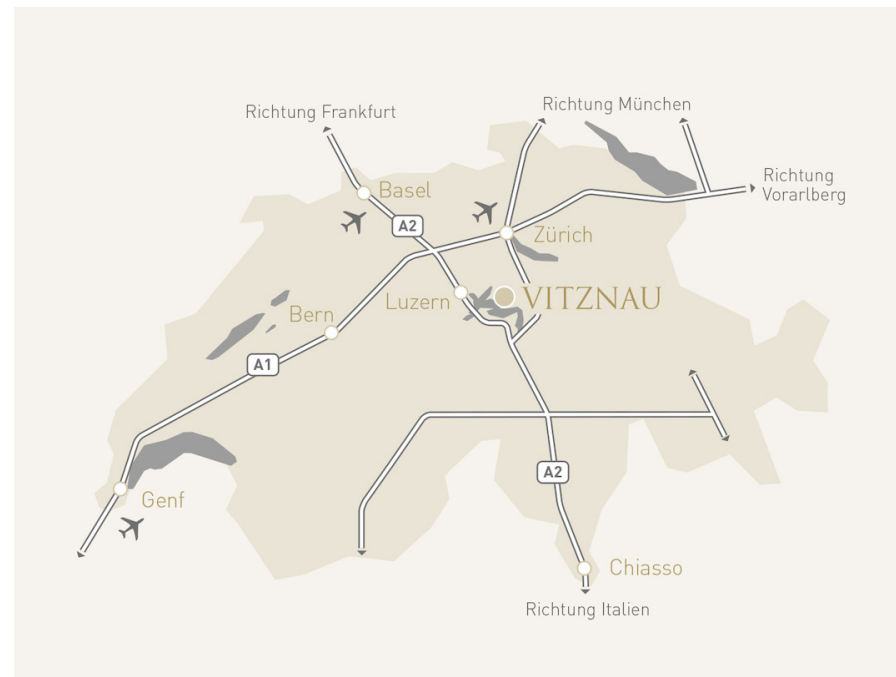 Richtung München
Richtung Frankfurt
Richtung
Vorarlberg
Basel
A2
Zürich
Luzern
VITZNAU
Bern
A1
A2
Genf
Chiasso
Richtung Italien